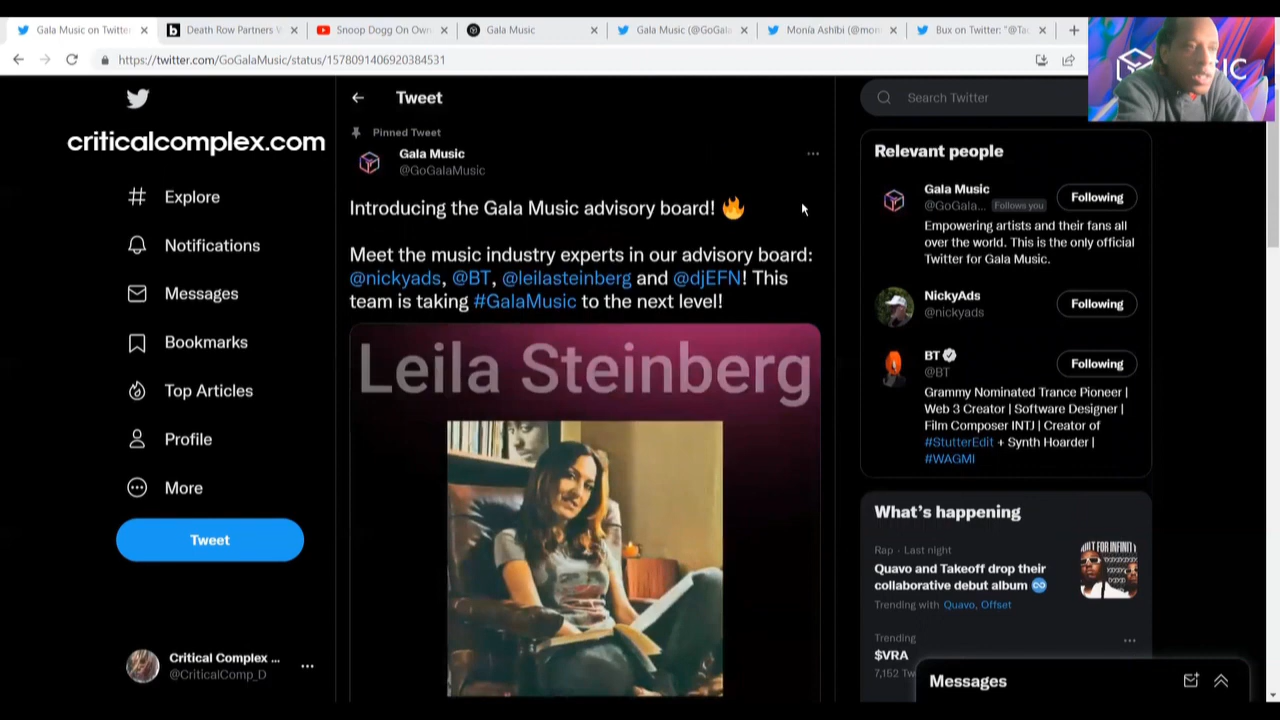 Gala Music on Twitter
Death Row Partners
Snoop Dogg On Own
Gala Music
Gala Music (@GoGala
Monía Ashibi (@mon
Bux on Twitter: "@Ta
https://twitter.com/GoGalaMusic/status/1578091406920384531
criticalcomplex.com
Explore
Notifications
Messages
Bookmarks
Top Articles
Profile
More
Tweet
Critical Complex ...
@CriticalComp_D
Tweet
Pinned Tweet
Gala Music
@GoGalaMusic
Introducing the Gala Music advisory board! 🔥
Meet the music industry experts in our advisory board:
@nickyads, @BT, @leilasteinberg and @djEFN! This
team is taking #GalaMusic to the next level!
Leila Steinberg
Search Twitter
Relevant people
Gala Music
@GoGala... Follows you
Following
Empowering artists and their fans all
over the world. This is the only official
Twitter for Gala Music.
NickyAds
@nickyads
Following
BT
@BT
Following
Grammy Nominated Trance Pioneer |
Web 3 Creator | Software Designer |
Film Composer INTJ | Creator of
#StutterEdit + Synth Hoarder |
#WAGMI
What's happening
Rap · Last night
Quavo and Takeoff drop their
collaborative debut album
Trending with Quavo, Offset
Trending
$VRA
7,152 Tw
Messages